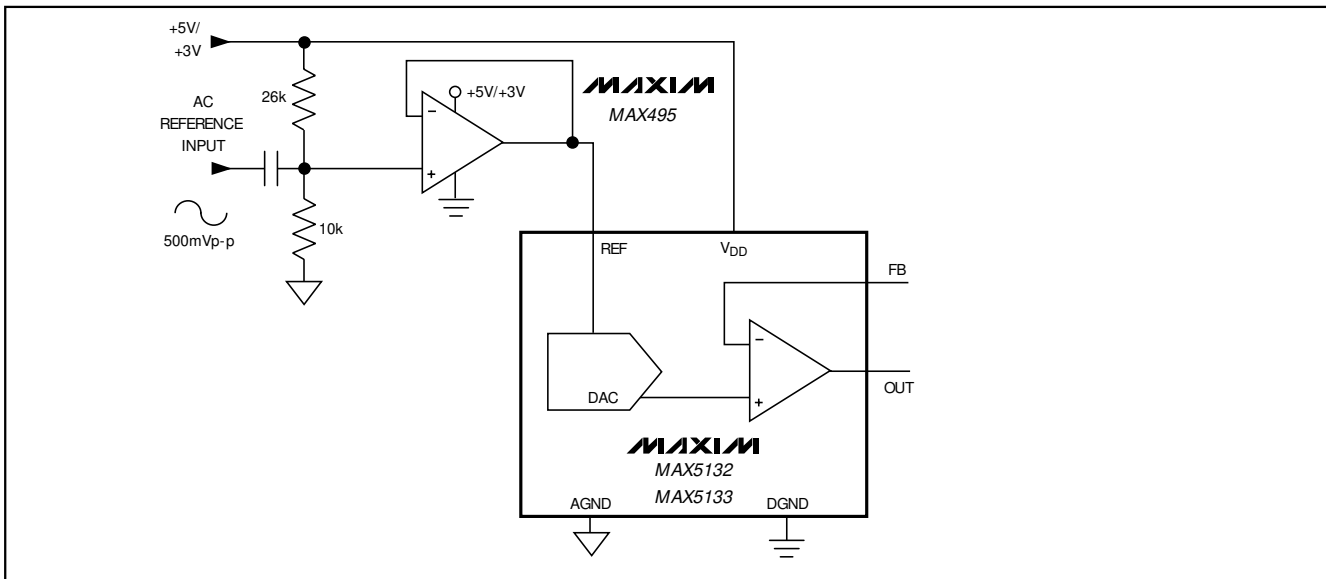 +5V/
+3V
26k
AC
REFERENCE
INPUT
500mVp-p
10k
+5V/+3V
−
+
MAXIM
MAX495
REF
VDD
FB
DAC
−
+
OUT
MAXIM
MAX5132
MAX5133
AGND
DGND